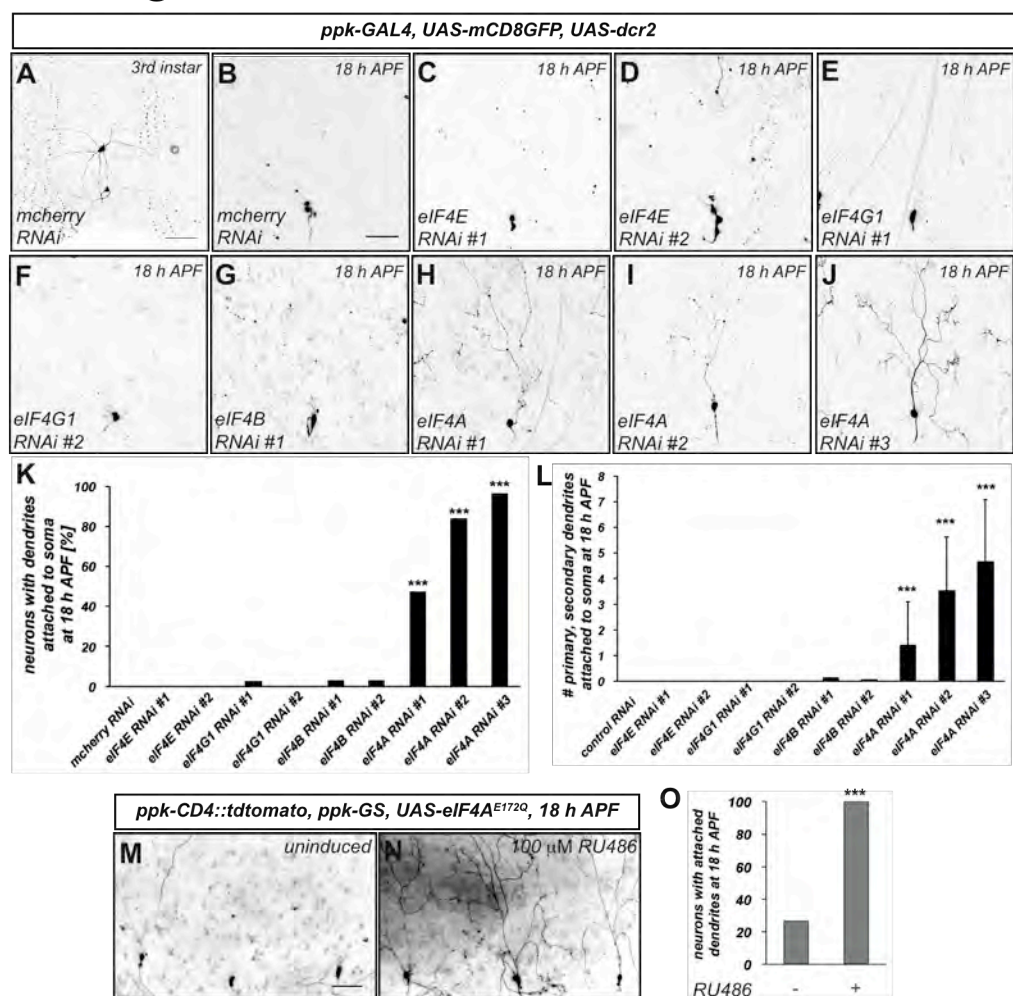 ppk-GAL4, UAS-mCD8GFP, UAS-dcr2
A
3rd instar
mcherry
RNAi
B
18 h APF
mcherry
RNAi
C
18 h APF
eIF4E
RNAi #1
D
18 h APF
eIF4E
RNAi #2
E
18 h APF
eIF4G1
RNAi #1
F
18 h APF
eIF4G1
RNAi #2
G
18 h APF
eIF4B
RNAi #1
H
18 h APF
eIF4A
RNAi #1
I
18 h APF
eIF4A
RNAi #2
J
18 h APF
eIF4A
RNAi #3
K
neurons with dendrites
attached to soma
at 18 h APF [%]
100
80
60
40
20
0
***
***
***
mcherry RNAi
eIF4E RNAi #1
eIF4E RNAi #2
eIF4G1 RNAi #1
eIF4G1 RNAi #2
eIF4B RNAi #1
eIF4B RNAi #2
eIF4A RNAi #1
eIF4A RNAi #2
eIF4A RNAi #3
L
# primary, secondary dendrites
attached to soma at 18 h APF
8
7
6
5
4
3
2
1
0
***
***
***
control RNAi
eIF4E RNAi #1
eIF4E RNAi #2
eIF4G1 RNAi #1
eIF4G1 RNAi #2
eIF4B RNAi #1
eIF4B RNAi #2
eIF4A RNAi #1
eIF4A RNAi #2
eIF4A RNAi #3
ppk-CD4::tdtomato, ppk-GS, UAS-eIF4A^E172Q, 18 h APF
M
uninduced
N
100 μM RU486
O
neurons with attached
dendrites at 18 h APF
100
80
60
40
20
0
***
RU486 - +